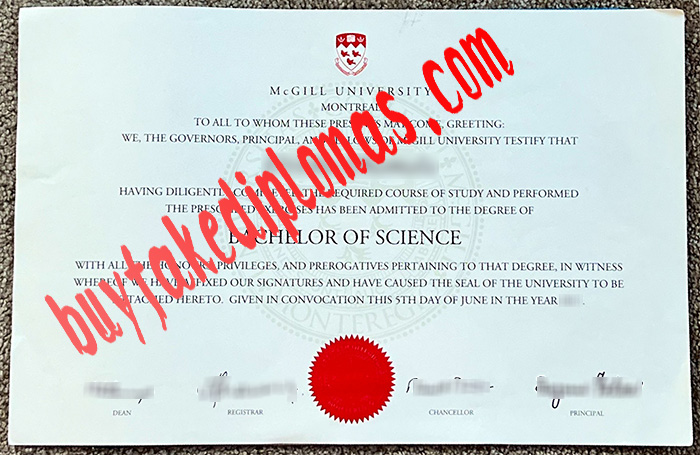 McGILL UNIVERSITY
MONTREAL
TO ALL TO WHOM THESE MAY COME, GREETING:
WE, THE GOVERNORS, PRINCIPAL, AND FELLOWS OF McGILL UNIVERSITY TESTIFY THAT
HAVING DILIGENTLY COMPLETED THE REQUIRED COURSE OF STUDY AND PERFORMED
THE PRESCRIBED EXERCISES HAS BEEN ADMITTED TO THE DEGREE OF
BACHELOR OF SCIENCE
WITH ALL THE HONOURS, PRIVILEGES, AND PREROGATIVES PERTAINING TO THAT DEGREE, IN WITNESS
WHEREOF WE HAVE AFFIXED OUR SIGNATURES AND HAVE CAUSED THE SEAL OF THE UNIVERSITY TO BE
ATTACHED HERETO. GIVEN IN CONVOCATION THIS 5TH DAY OF JUNE IN THE YEAR
DEAN REGISTRAR CHANCELLOR PRINCIPAL
buyfakediplomas.com